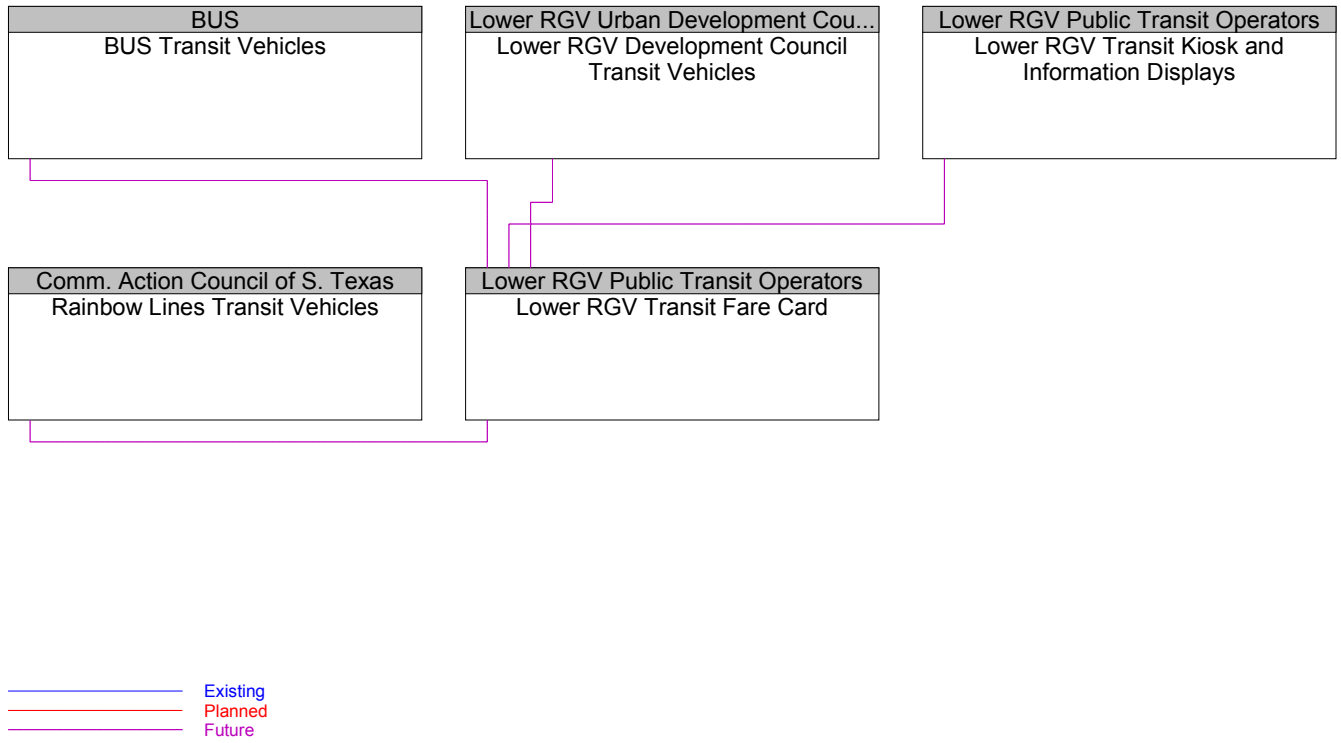 BUS
BUS Transit Vehicles
Lower RGV Urban Development Cou...
Lower RGV Development Council
Transit Vehicles
Lower RGV Public Transit Operators
Lower RGV Transit Kiosk and
Information Displays
Comm. Action Council of S. Texas
Rainbow Lines Transit Vehicles
Lower RGV Public Transit Operators
Lower RGV Transit Fare Card
Existing
Planned
Future